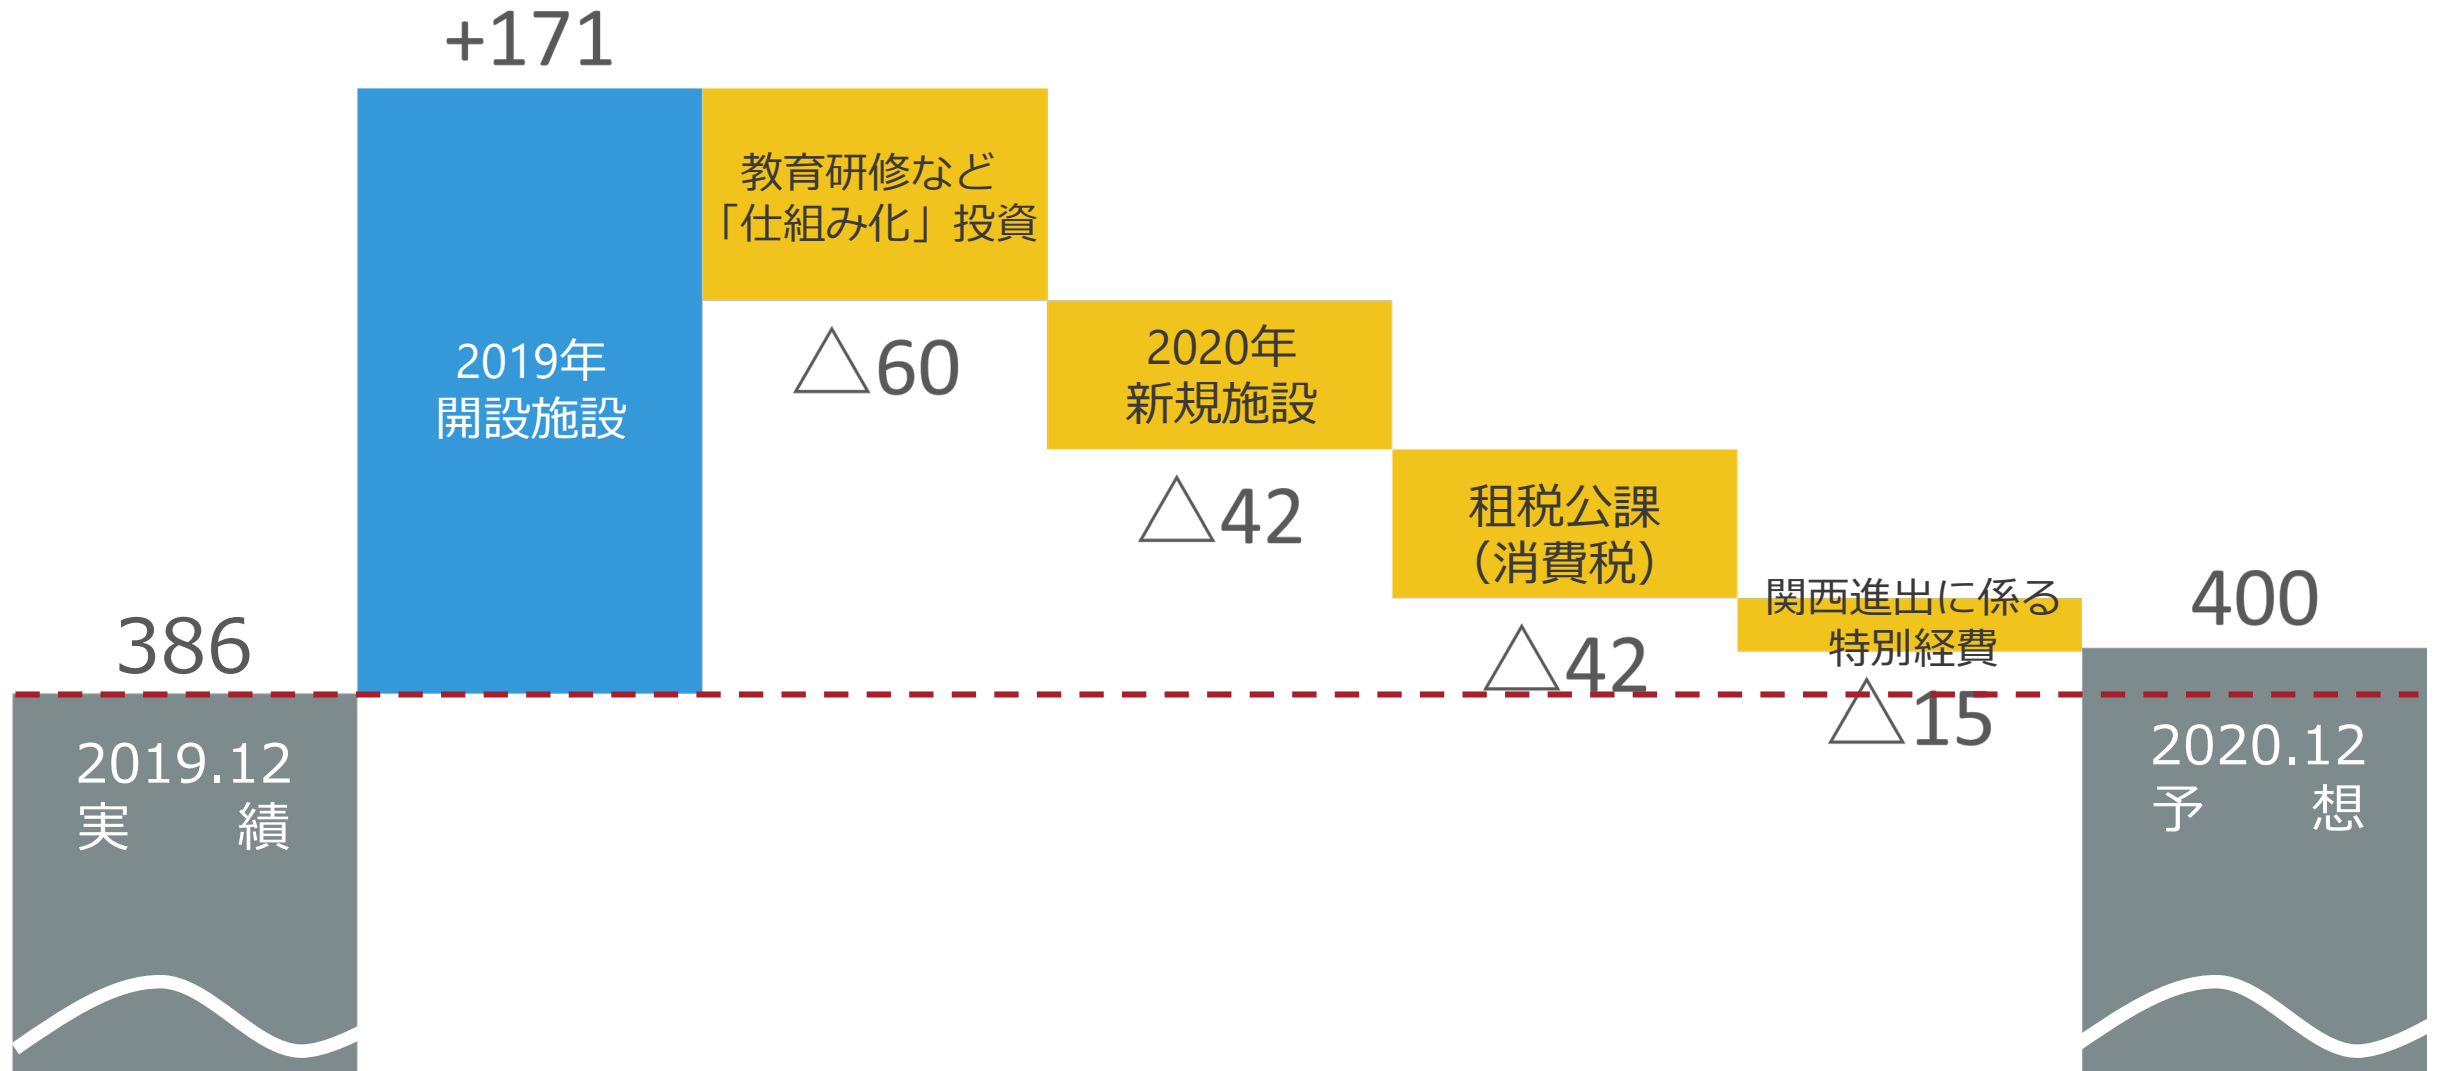 +171
教育研修など
「仕組み化」投資
2019年
開設施設
△60
2020年
新規施設
△42
租税公課
（消費税）
△42
関西進出に係る
特別経費
△15
386
2019.12
実　績
400
2020.12
予　想